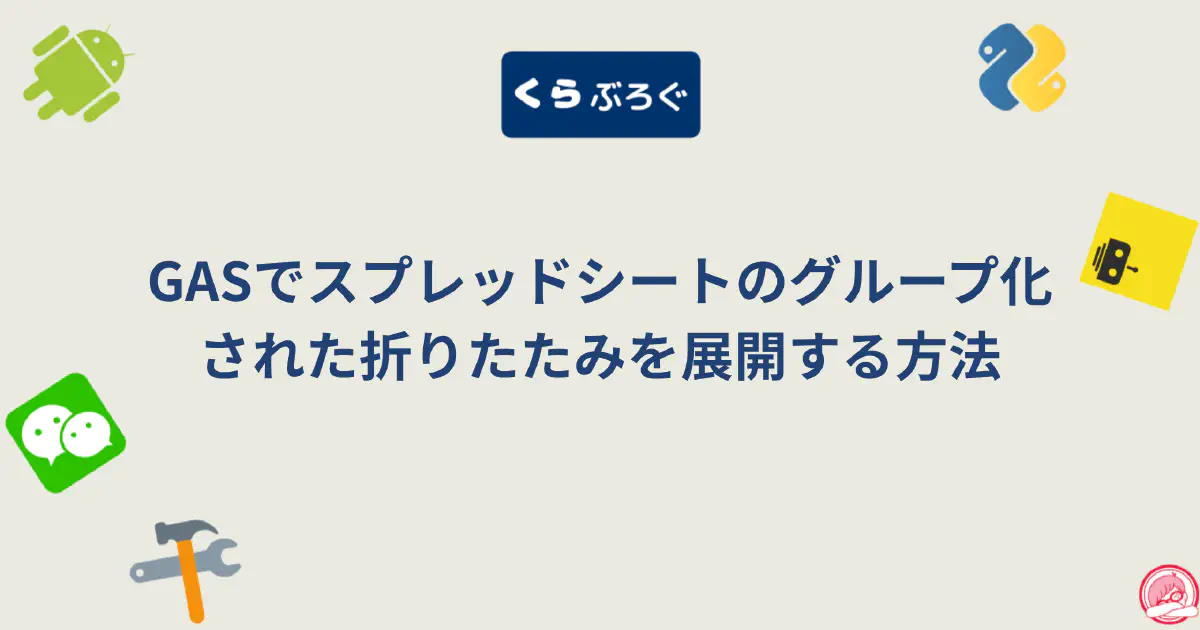 くらぶろぐ
GASでスプレッドシートのグループ化
された折りたたみを展開する方法